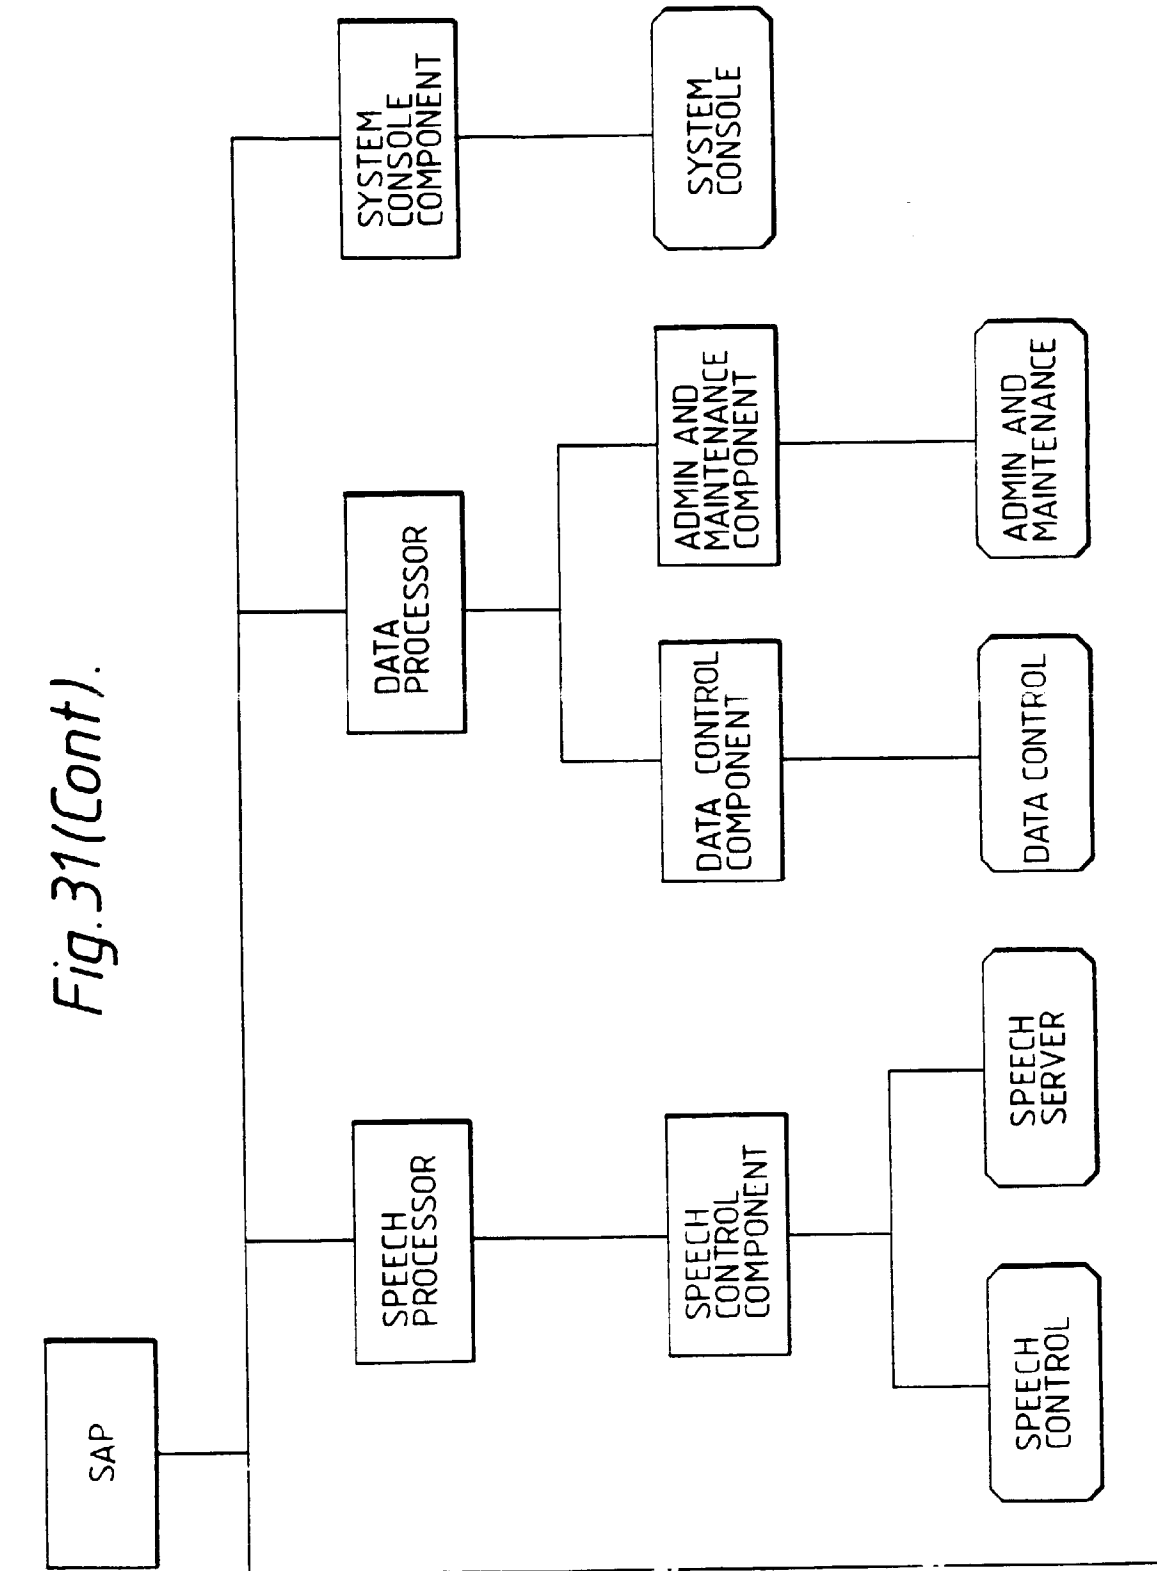 Fig.31(Cont).
SAP
SPEECH
PROCESSOR
DATA
PROCESSOR
SYSTEM
CONSOLE
COMPONENT
SPEECH
CONTROL
COMPONENT
DATA CONTROL
COMPONENT
ADMIN AND
MAINTENANCE
COMPONENT
SYSTEM
CONSOLE
SPEECH
CONTROL
SPEECH
SERVER
DATA CONTROL
ADMIN AND
MAINTENANCE